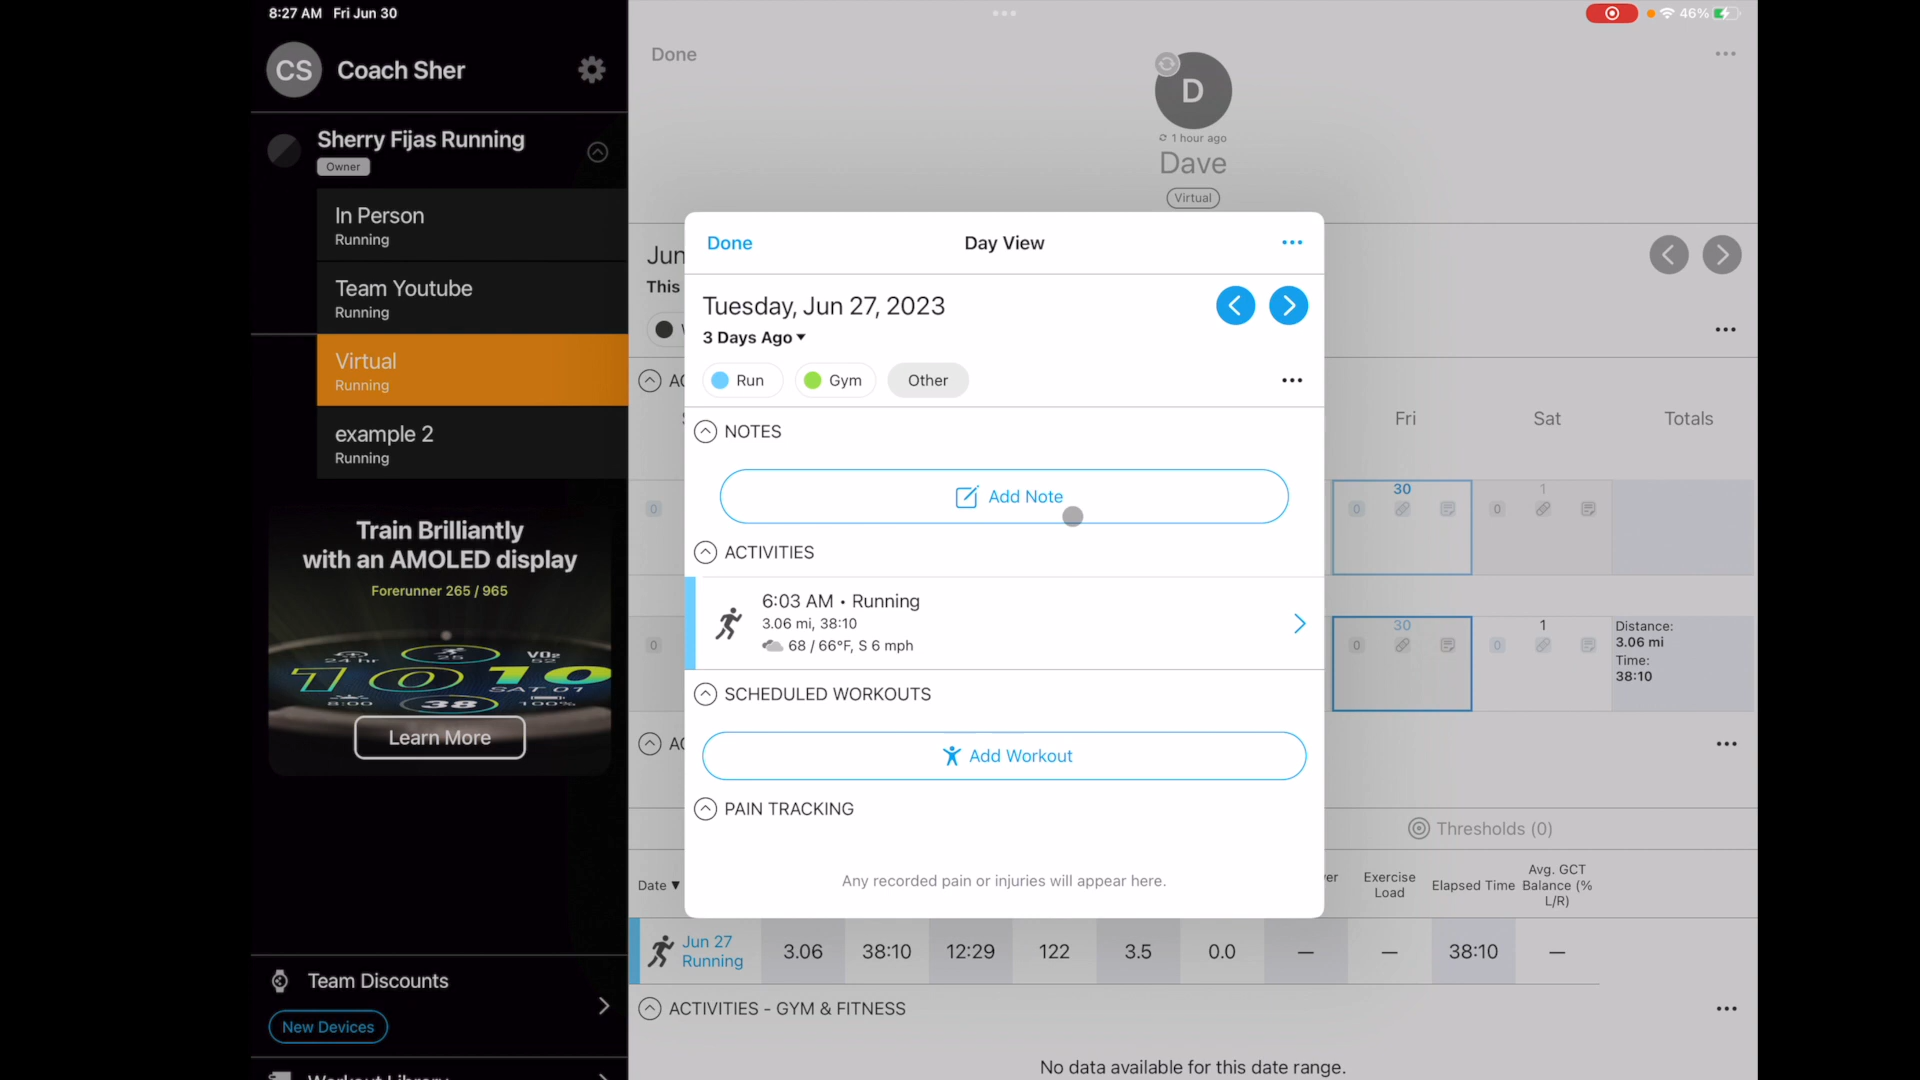 8:27 AM Fri Jun 30
46%
CS
Coach Sher
Sherry Fijas Running
Owner
In Person
Running
Team Youtube
Running
Virtual
Running
example 2
Running
Train Brilliantly
with an AMOLED display
Forerunner 265 / 965
Learn More
Team Discounts
New Devices
Done
D
1 hour ago
Dave
Virtual
Jun
This
Fri
Sat
Totals
0
30
0
1
0
0
30
0
1
0
Distance:
3.06 mi
Time:
38:10
Done
Day View
Tuesday, Jun 27, 2023
3 Days Ago
Run
Gym
Other
NOTES
Add Note
ACTIVITIES
6:03 AM • Running
3.06 mi, 38:10
68 / 66°F, S 6 mph
SCHEDULED WORKOUTS
Add Workout
PAIN TRACKING
Any recorded pain or injuries will appear here.
Thresholds (0)
Date ▼
Exercise
Load
Elapsed Time
Avg. GCT
Balance (%
L/R)
Jun 27
Running
3.06
38:10
12:29
122
3.5
0.0
—
—
38:10
—
ACTIVITIES - GYM & FITNESS
No data available for this date range.